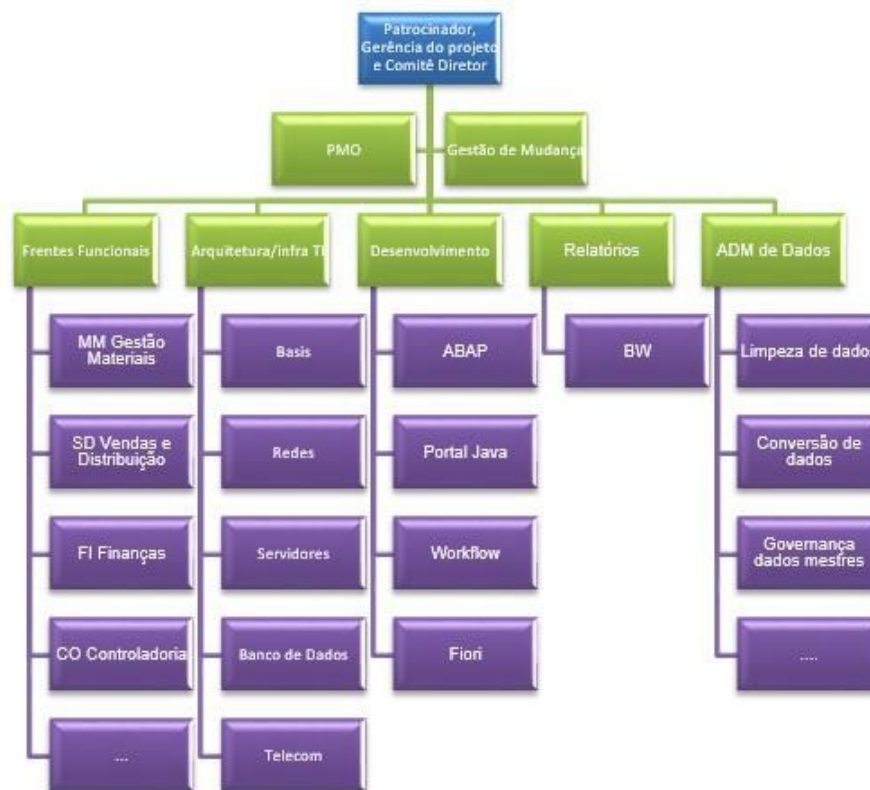 Patrocinador,
Gerência do projeto
e Comitê Diretor
PMO
Gestão de Mudança
Frentes Funcionais
Arquitetura/infra TI
Desenvolvimento
Relatórios
ADM de Dados
MM Gestão
Materiais
Basis
ABAP
BW
Limpeza de dados
SD Vendas e
Distribuição
Redes
Portal Java
Conversão de
dados
FI Finanças
Servidores
Workflow
Governança
dados mestres
CO Controladoria
Banco de Dados
Fiori
....
...
Telecom